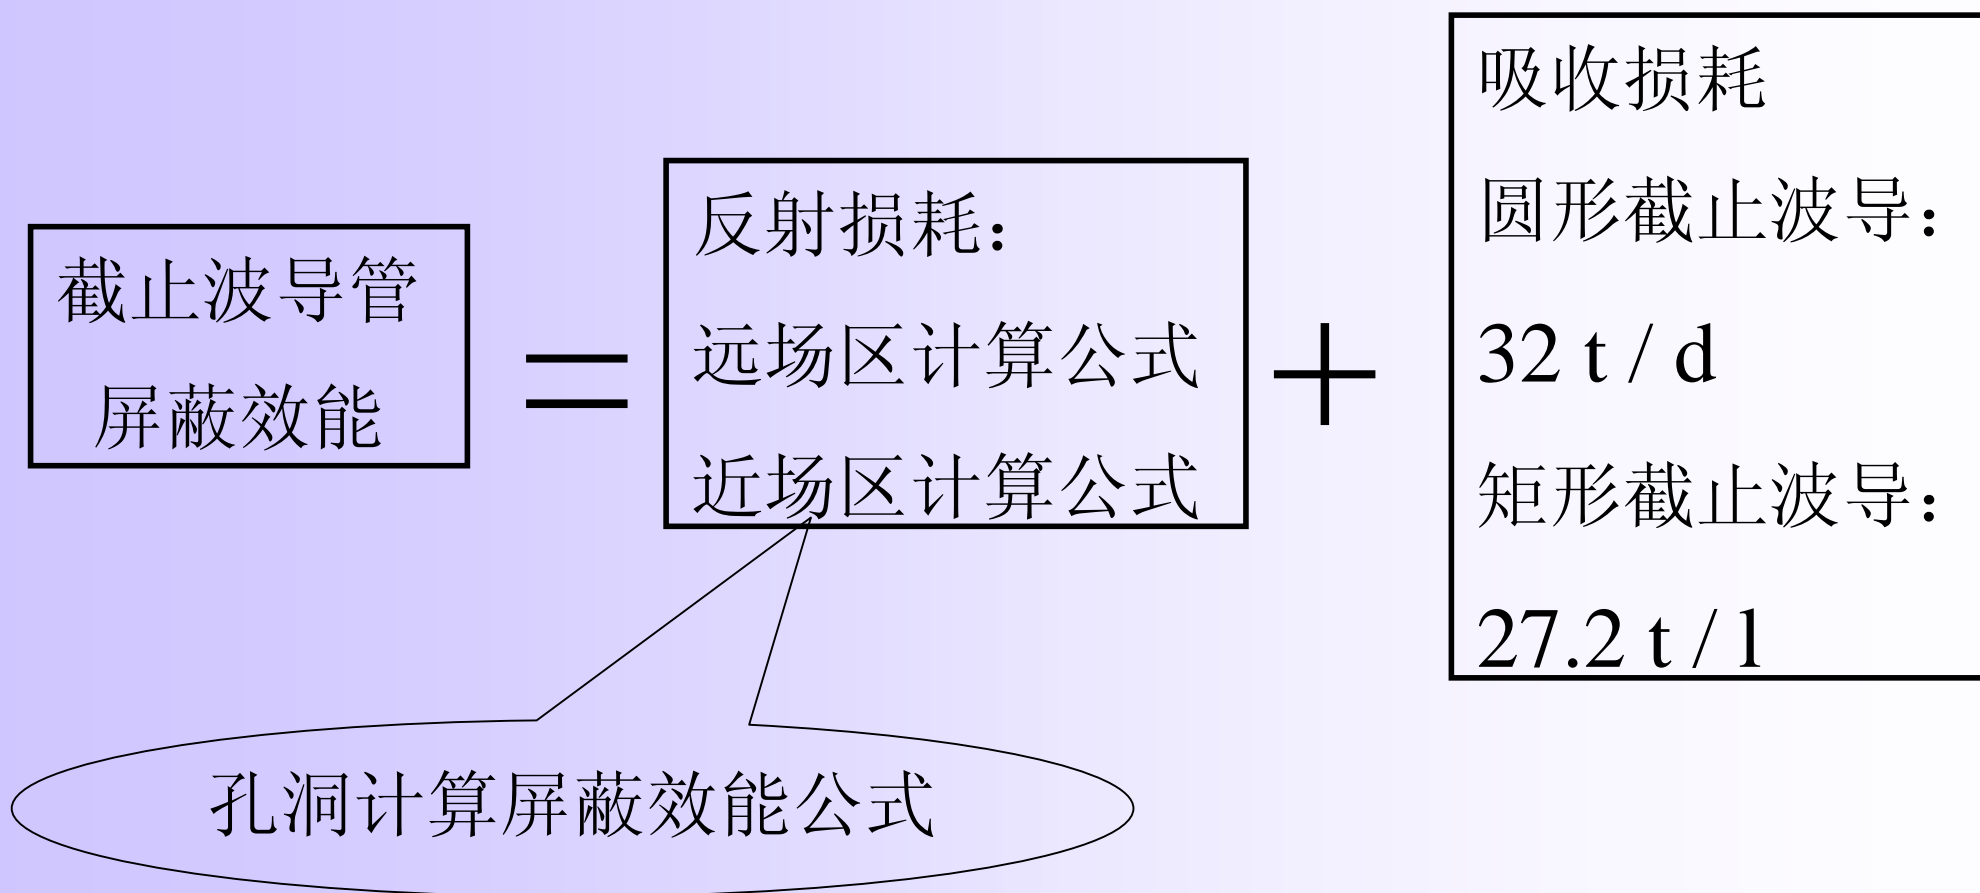 截止波导管
屏蔽效能
=
反射损耗：
远场区计算公式
近场区计算公式
+
吸收损耗
圆形截止波导：
32 t / d
矩形截止波导：
27.2 t / l
孔洞计算屏蔽效能公式